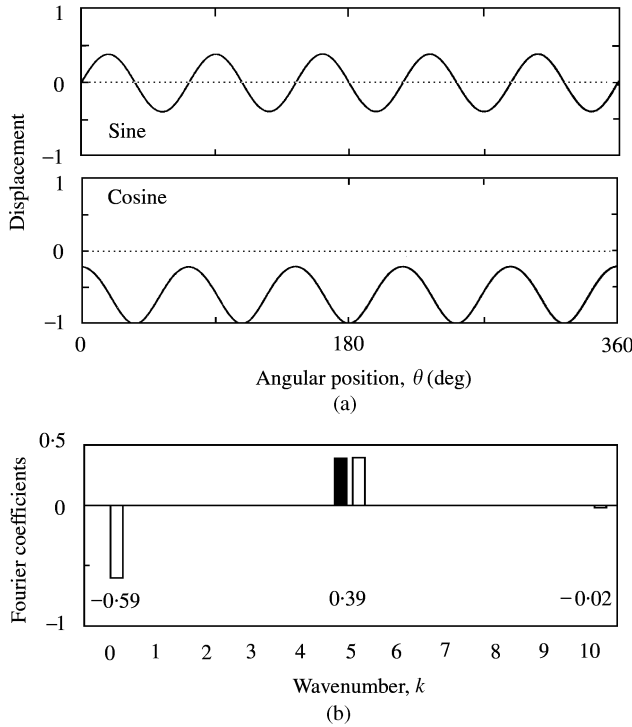 1
0
Sine
−1
Displacement
1
Cosine
0
−1
0 180 360
Angular position, θ (deg)
(a)
0·5
0
−0·59 0·39 −0·02
−1
Fourier coefficients
0 1 2 3 4 5 6 7 8 9 10
Wavenumber, k
(b)